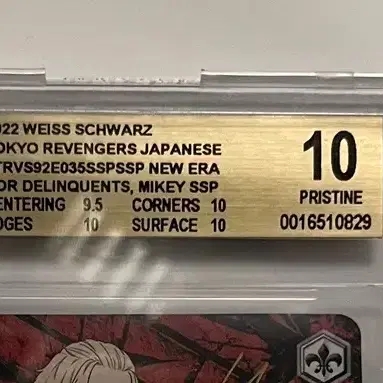 022 WEISS SCHWARZ
OKYO REVENGERS JAPANESE
TRVS92E035SSPSSP NEW ERA
OR DELINQUENTS, MIKEY SSP
ENTERING 9.5 CORNERS 10
DGES 10 SURFACE 10
10
PRISTINE
0016510829